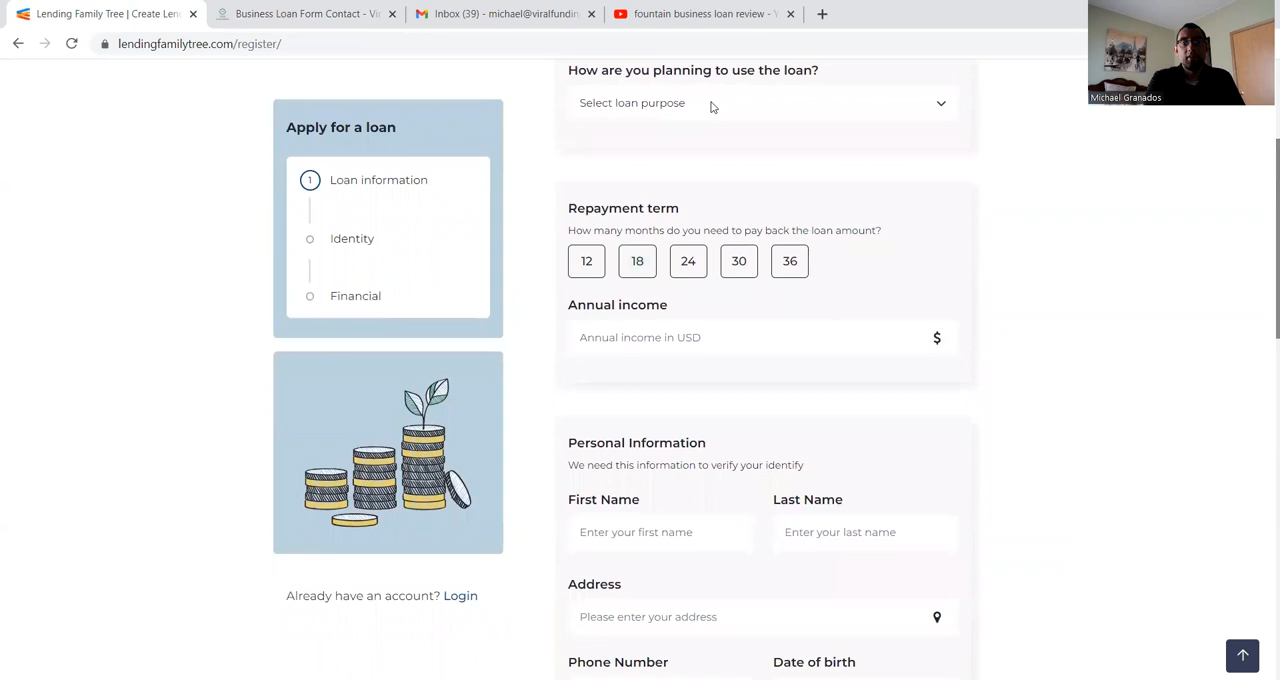 Lending Family Tree | Create Len
Business Loan Form Contact - Vi
Inbox (39) - michael@viralfundin
fountain business loan review - Y
lendingfamilytree.com/register/
Michael Granados
How are you planning to use the loan?
Select loan purpose
Apply for a loan
1 Loan information
Identity
Financial
Repayment term
How many months do you need to pay back the loan amount?
12 18 24 30 36
Annual income
Annual income in USD $
Personal Information
We need this information to verify your identify
First Name Last Name
Enter your first name Enter your last name
Address
Please enter your address
Already have an account? Login
Phone Number Date of birth